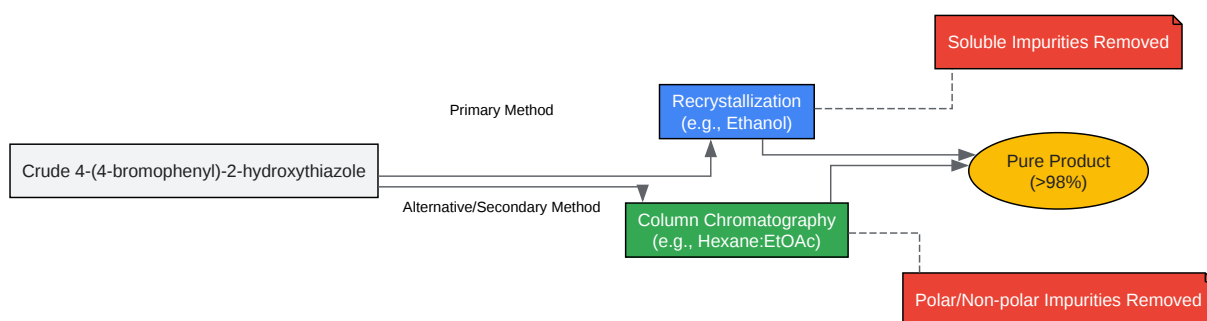 Soluble Impurities Removed
Primary Method
Recrystallization
(e.g., Ethanol)
Crude 4-(4-bromophenyl)-2-hydroxythiazole
Pure Product
(>98%)
Alternative/Secondary Method
Column Chromatography
(e.g., Hexane:EtOAc)
Polar/Non-polar Impurities Removed